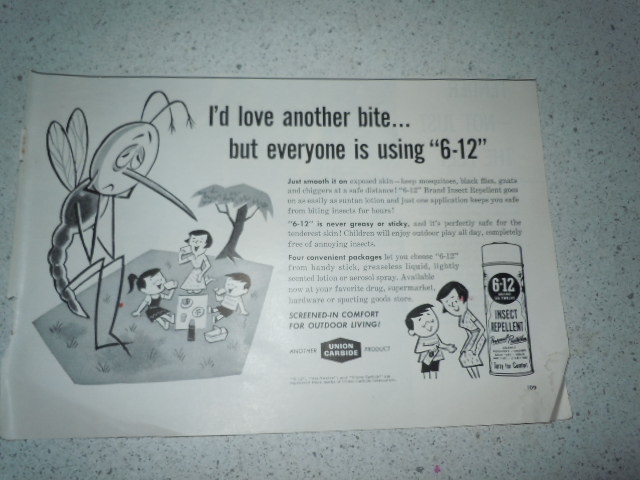 I'd love another bite...
but everyone is using "6-12"
Just smooth it on exposed skin—keep mosquitoes, black flies, gnats
and chiggers at a safe distance! "6-12" Brand Insect Repellent goes
on as easily as suntan lotion and just one application keeps you safe
from biting insects for hours!
"6-12" is never greasy or sticky, and it's perfectly safe for the
tenderest skin! Children will enjoy outdoor play all day, completely
free of annoying insects.
Four convenient packages let you choose "6-12"
from handy stick, greaseless liquid, lightly
scented lotion or aerosol spray. Available
now at your favorite drug, supermarket,
hardware or sporting goods store.
SCREENED-IN COMFORT
FOR OUTDOOR LIVING!
ANOTHER UNION CARBIDE PRODUCT
6-12
INSECT
REPELLENT
Spray for Comfort
109